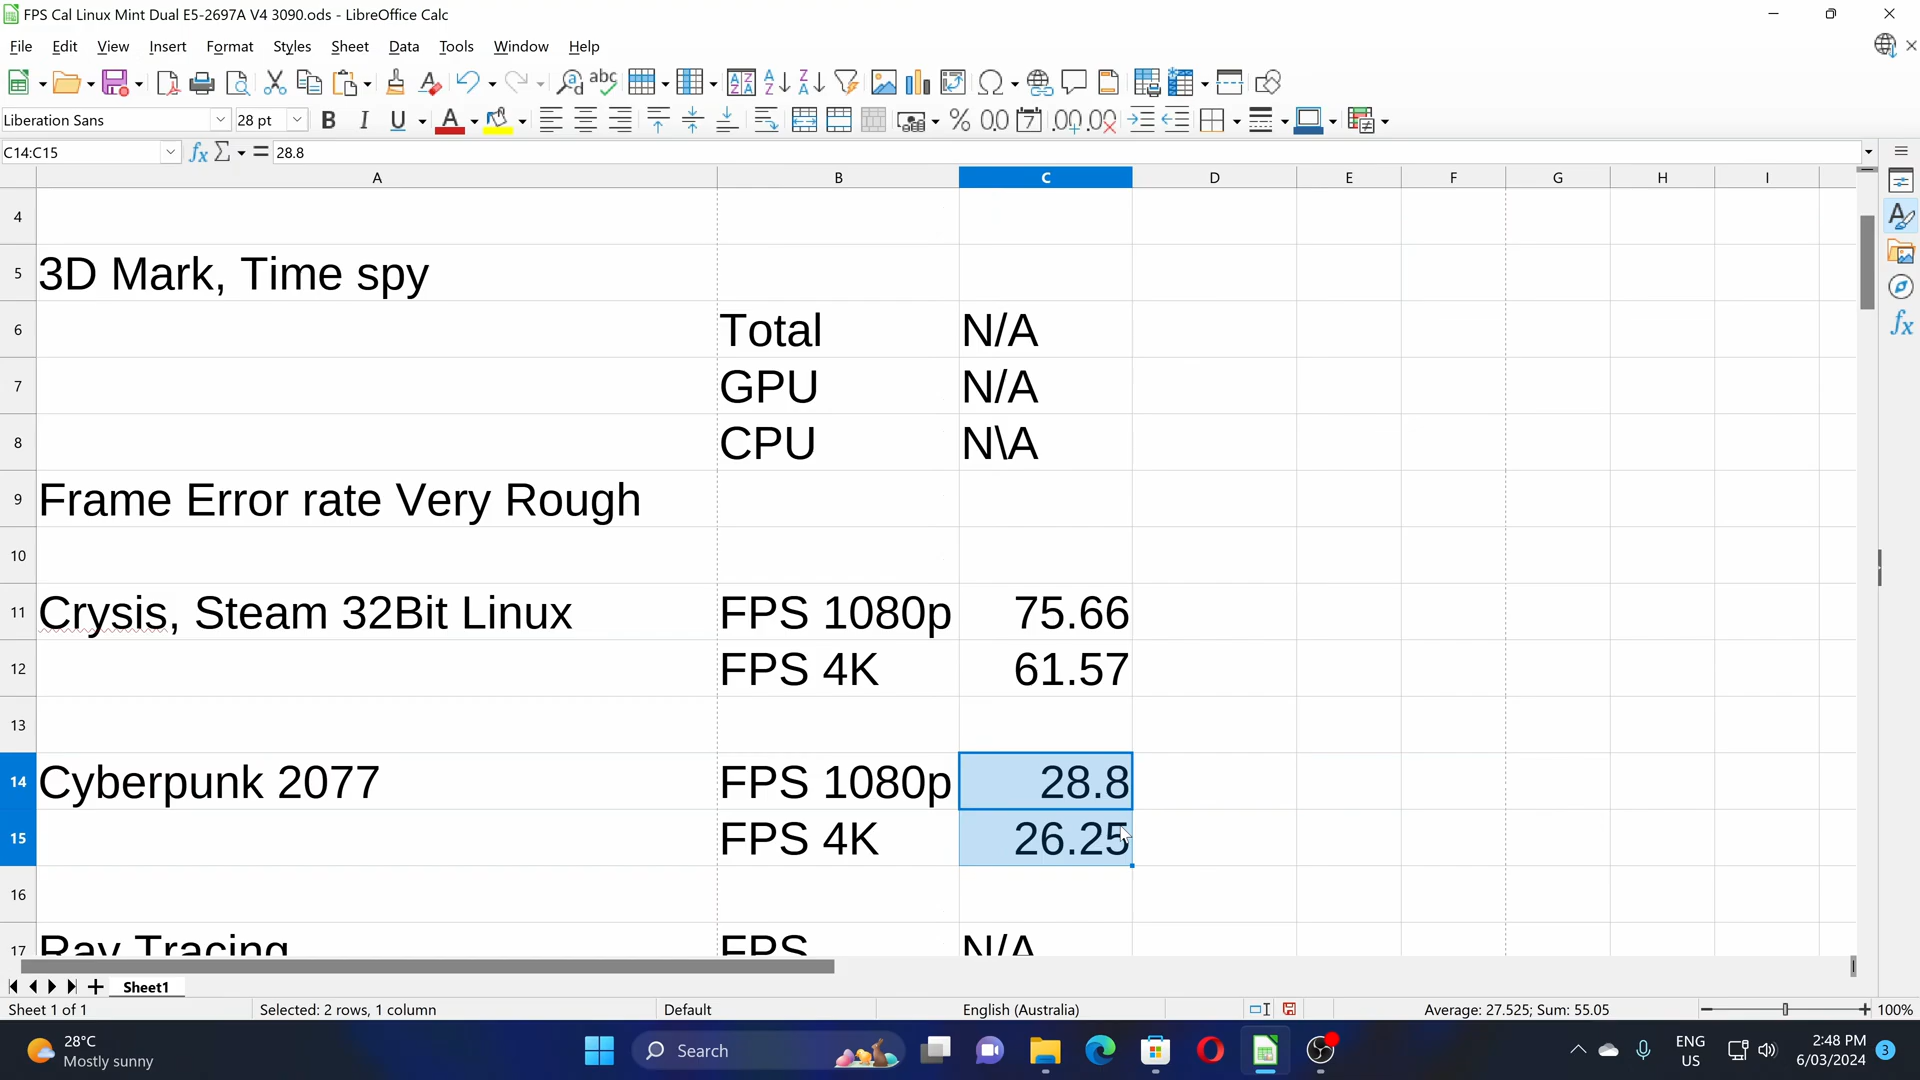 FPS Cal Linux Mint Dual E5-2697A V4 3090.ods - LibreOffice Calc
File Edit View Insert Format Styles Sheet Data Tools Window Help
Liberation Sans 28 pt
C14:C15 28.8
A B C D E F G H I
4
5 3D Mark, Time spy
6 Total N/A
7 GPU N/A
8 CPU N\A
9 Frame Error rate Very Rough
10
11 Crysis, Steam 32Bit Linux FPS 1080p 75.66
12 FPS 4K 61.57
13
14 Cyberpunk 2077 FPS 1080p 28.8
15 FPS 4K 26.25
16
17 Ray Tracing FPS N/A
Sheet1
Sheet 1 of 1 Selected: 2 rows, 1 column Default English (Australia) Average: 27.525; Sum: 55.05 100%
28°C
Mostly sunny
Search
ENG
US
2:48 PM
6/03/2024
3